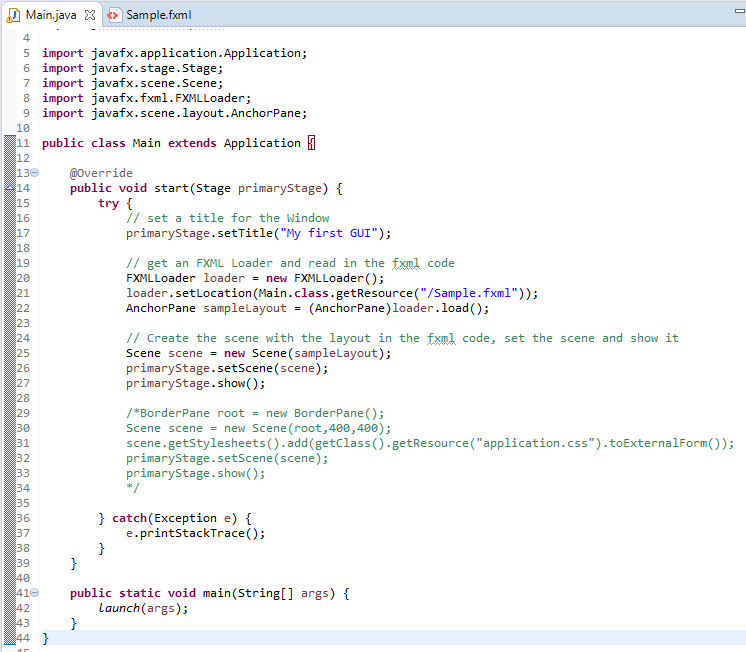 Main.java Sample.fxml
4
5 import javafx.application.Application;
6 import javafx.stage.Stage;
7 import javafx.scene.Scene;
8 import javafx.fxml.FXMLLoader;
9 import javafx.scene.layout.AnchorPane;
10
11 public class Main extends Application {
12
13 @Override
14 public void start(Stage primaryStage) {
15 try {
16 // set a title for the Window
17 primaryStage.setTitle("My first GUI");
18
19 // get an FXML Loader and read in the fxml code
20 FXMLLoader loader = new FXMLLoader();
21 loader.setLocation(Main.class.getResource("/Sample.fxml"));
22 AnchorPane sampleLayout = (AnchorPane)loader.load();
23
24 // Create the scene with the layout in the fxml code, set the scene and show it
25 Scene scene = new Scene(sampleLayout);
26 primaryStage.setScene(scene);
27 primaryStage.show();
28
29 /*BorderPane root = new BorderPane();
30 Scene scene = new Scene(root,400,400);
31 scene.getStylesheets().add(getClass().getResource("application.css").toExternalForm());
32 primaryStage.setScene(scene);
33 primaryStage.show();
34 */
35
36 } catch(Exception e) {
37 e.printStackTrace();
38 }
39 }
40
41 public static void main(String[] args) {
42 launch(args);
43 }
44 }